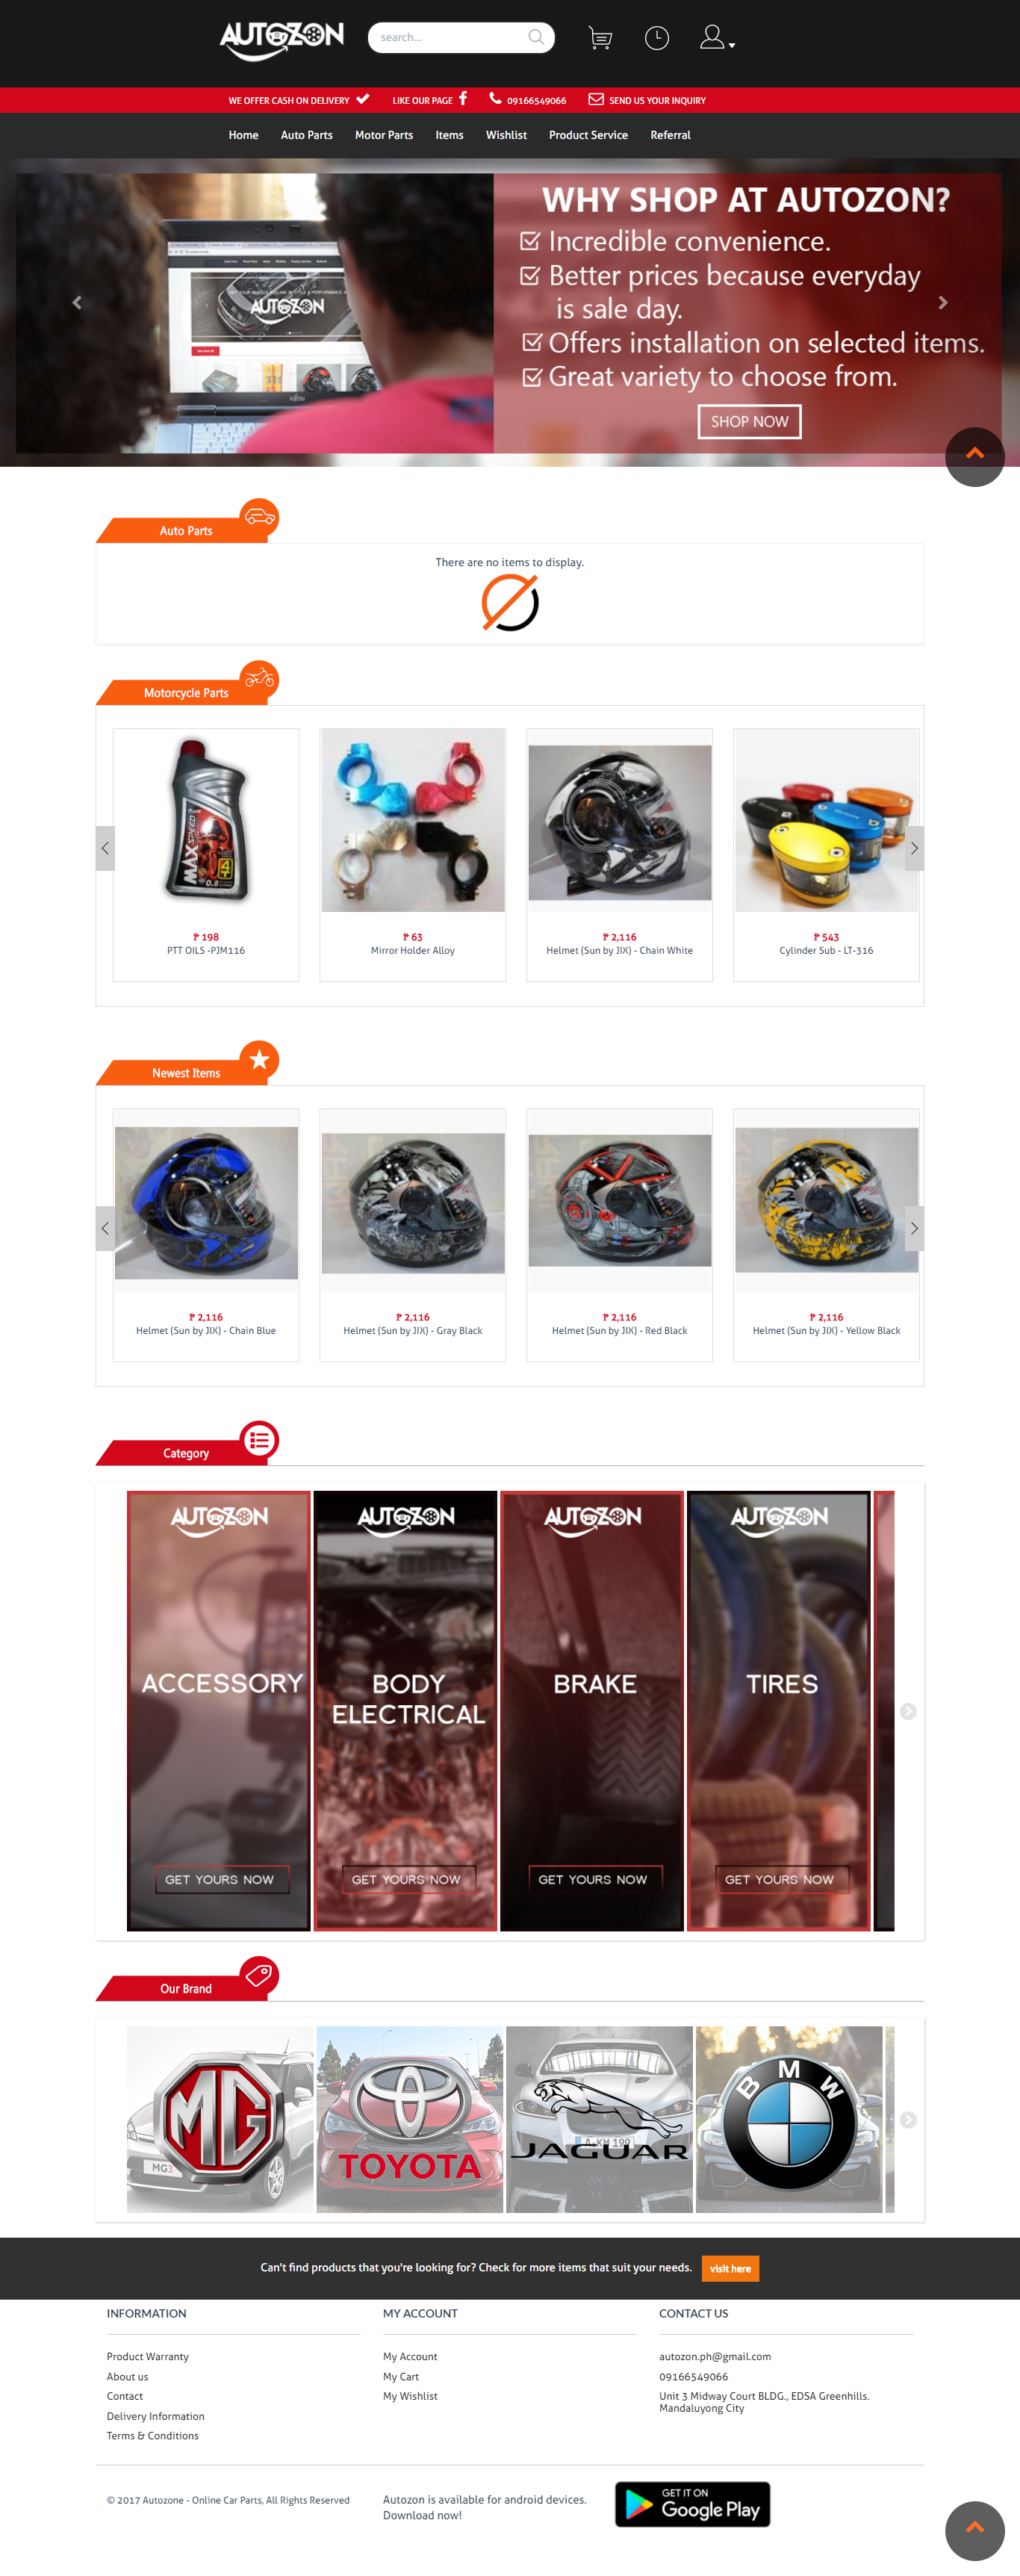 AUTOZON
search...
WE OFFER CASH ON DELIVERY
LIKE OUR PAGE
09166549066
SEND US YOUR INQUIRY
Home
Auto Parts
Motor Parts
Items
Wishlist
Product Service
Referral
AUTOZON
FUJITSU
WHY SHOP AT AUTOZON?
Incredible convenience.
Better prices because everyday
is sale day.
Offers installation on selected items.
Great variety to choose from.
SHOP NOW
Auto Parts
There are no items to display.
Motorcycle Parts
MAX SPEED
4T
0.8
₱ 198
PTT OILS -PJM116
₱ 63
Mirror Holder Alloy
₱ 2,116
Helmet (Sun by JIX) - Chain White
₱ 543
Cylinder Sub - LT-316
Newest Items
₱ 2,116
Helmet (Sun by JIX) - Chain Blue
₱ 2,116
Helmet (Sun by JIX) - Gray Black
₱ 2,116
Helmet (Sun by JIX) - Red Black
₱ 2,116
Helmet (Sun by JIX) - Yellow Black
Category
AUTOZON
ACCESSORY
GET YOURS NOW
AUTOZON
BODY
ELECTRICAL
GET YOURS NOW
AUTOZON
BRAKE
GET YOURS NOW
AUTOZON
TIRES
GET YOURS NOW
Our Brand
MG
MG3
TOYOTA
A·KM 199
JAGUAR
BMW
Can't find products that you're looking for? Check for more items that suit your needs.
visit here
INFORMATION
Product Warranty
About us
Contact
Delivery Information
Terms & Conditions
MY ACCOUNT
My Account
My Cart
My Wishlist
CONTACT US
autozon.ph@gmail.com
09166549066
Unit 3 Midway Court BLDG., EDSA Greenhills.
Mandaluyong City
© 2017 Autozone - Online Car Parts, All Rights Reserved
Autozon is available for android devices.
Download now!
GET IT ON
Google Play